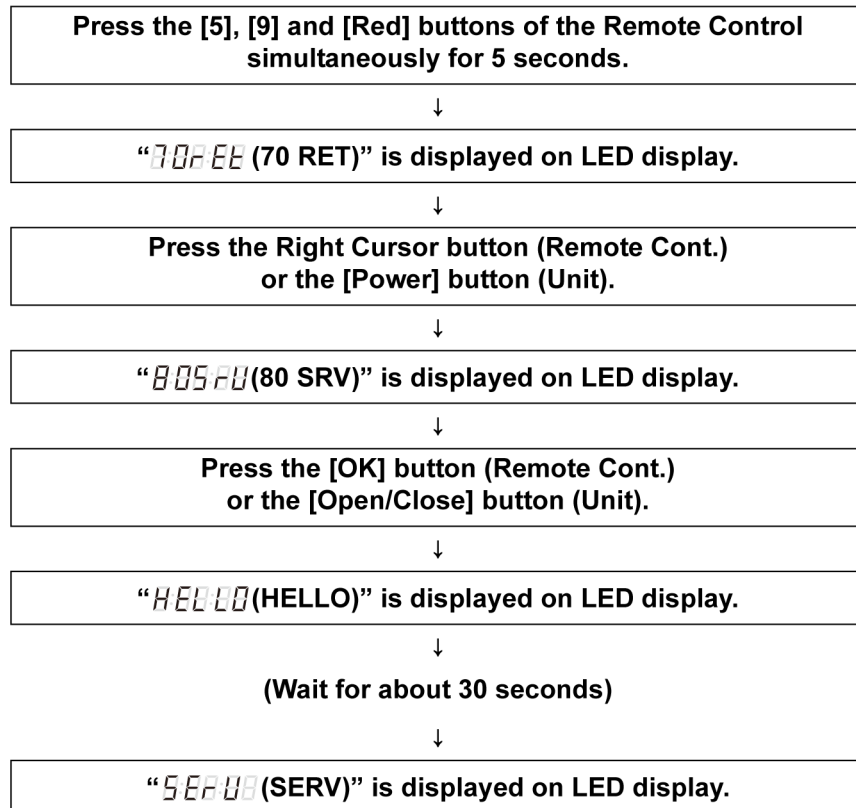 Press the [5], [9] and [Red] buttons of the Remote Control
simultaneously for 5 seconds.
↓
“70rEt (70 RET)” is displayed on LED display.
↓
Press the Right Cursor button (Remote Cont.)
or the [Power] button (Unit).
↓
“80SrU(80 SRV)” is displayed on LED display.
↓
Press the [OK] button (Remote Cont.)
or the [Open/Close] button (Unit).
↓
“HELLO(HELLO)” is displayed on LED display.
↓
(Wait for about 30 seconds)
↓
“SErU (SERV)” is displayed on LED display.